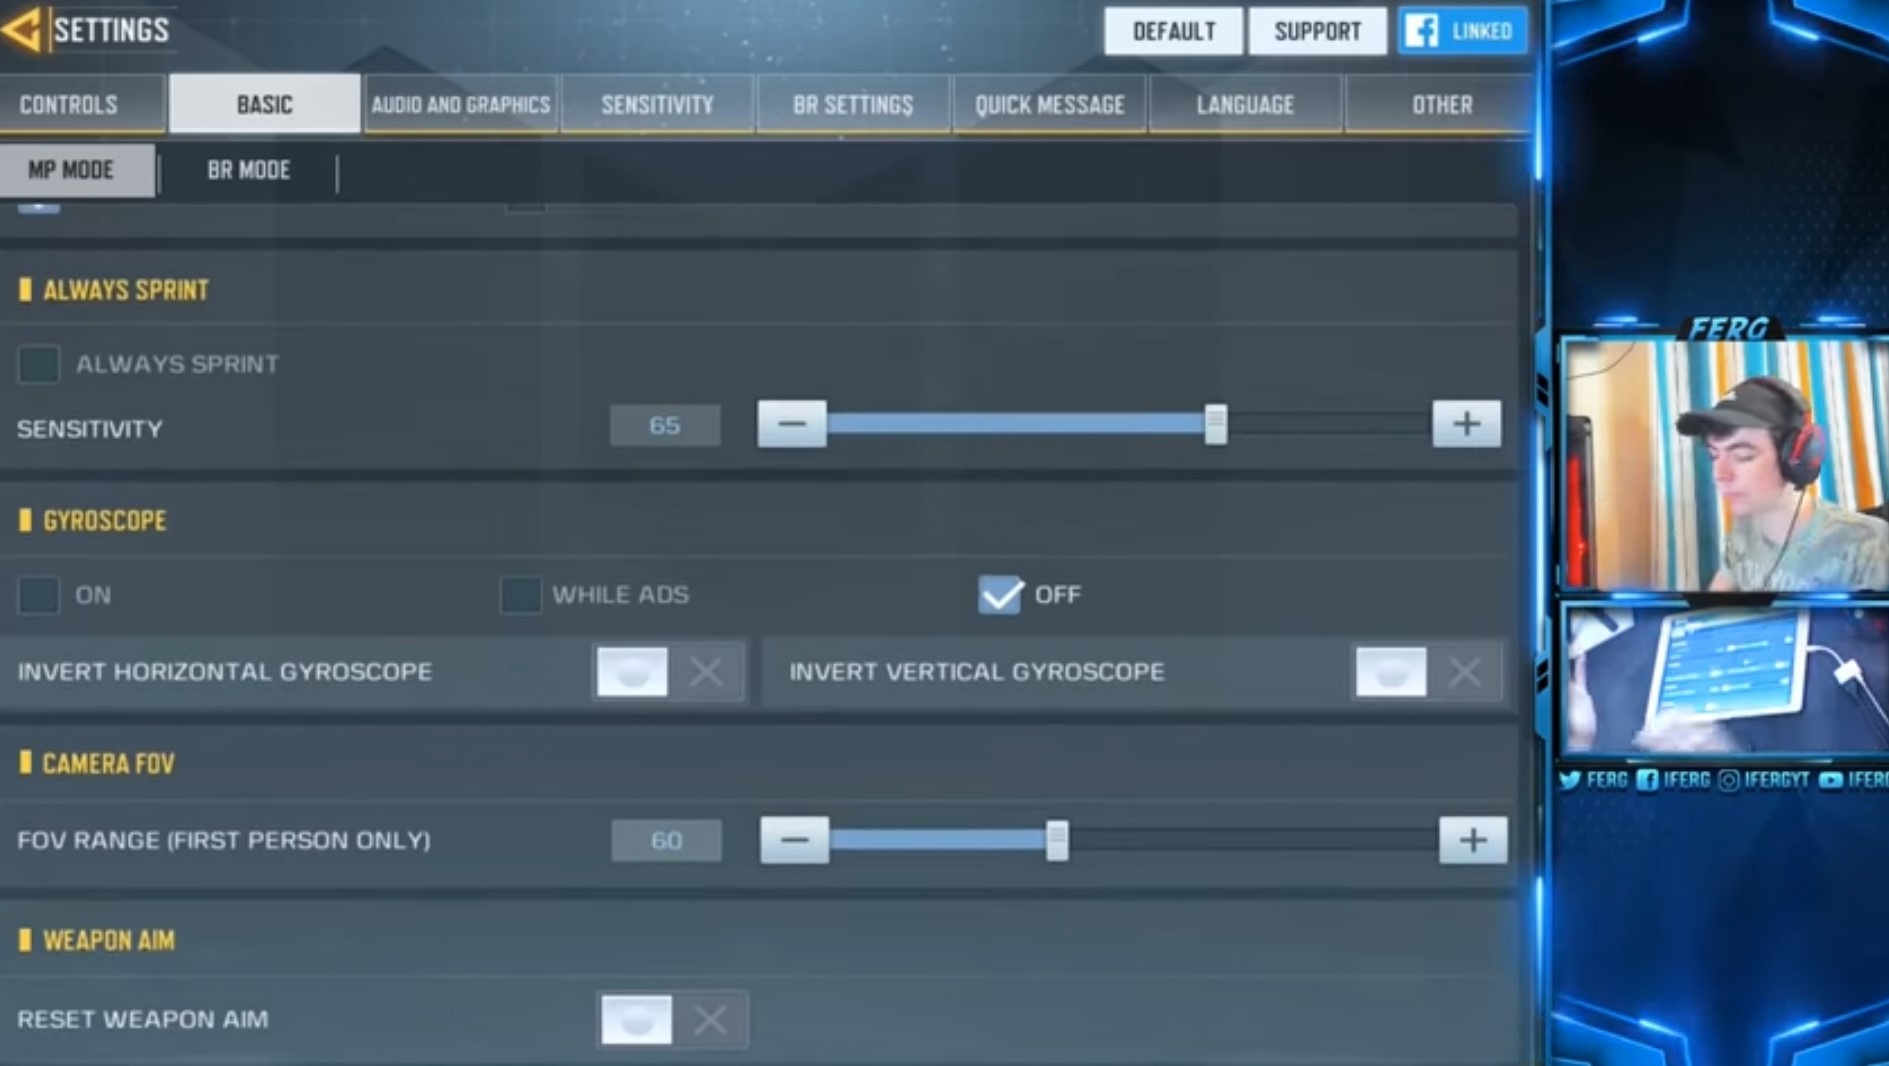 SETTINGS
DEFAULT
SUPPORT
LINKED
CONTROLS
BASIC
AUDIO AND GRAPHICS
SENSITIVITY
BR SETTINGS
QUICK MESSAGE
LANGUAGE
OTHER
MP MODE
BR MODE
ALWAYS SPRINT
ALWAYS SPRINT
SENSITIVITY
65
GYROSCOPE
ON
WHILE ADS
OFF
INVERT HORIZONTAL GYROSCOPE
INVERT VERTICAL GYROSCOPE
CAMERA FOV
FOV RANGE (FIRST PERSON ONLY)
60
WEAPON AIM
RESET WEAPON AIM
FERG
FERG IFERG IFERGYT IFERG